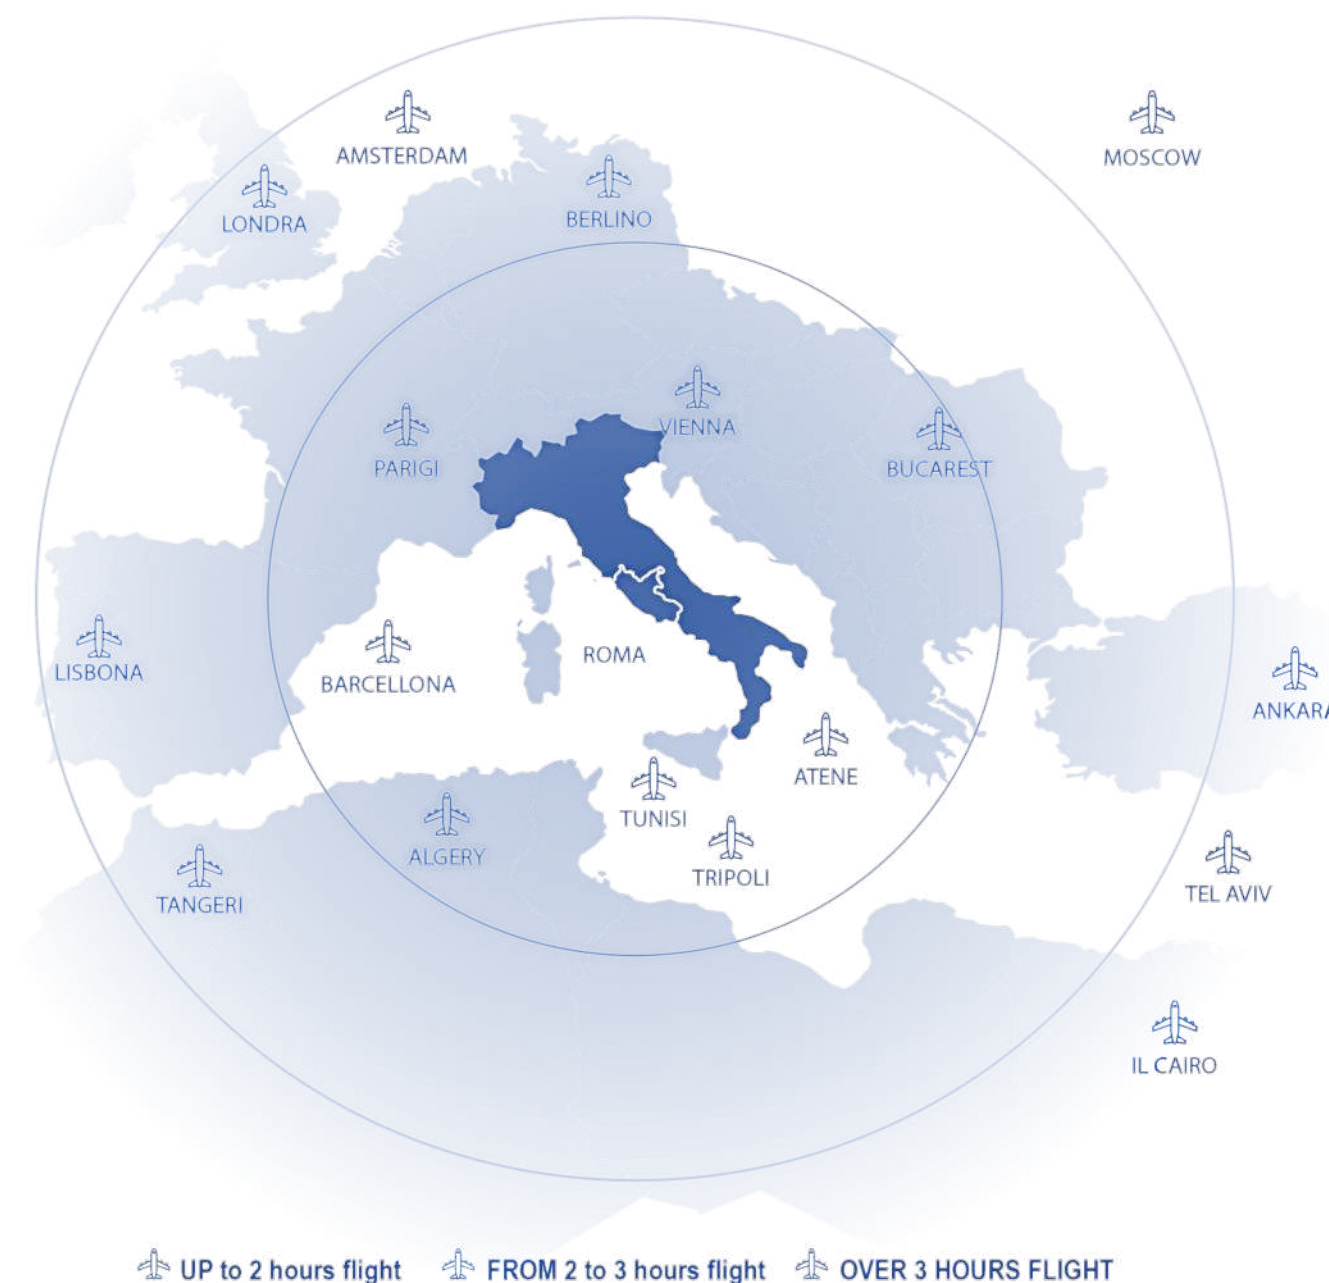 AMSTERDAM
MOSCOW
LONDRA
BERLINO
VIENNA
PARIGI
BUCAREST
ROMA
LISBONA
BARCELLONA
ANKARA
ATENE
TUNISI
ALGERY
TRIPOLI
TEL AVIV
TANGERI
IL CAIRO
UP to 2 hours flight FROM 2 to 3 hours flight OVER 3 HOURS FLIGHT